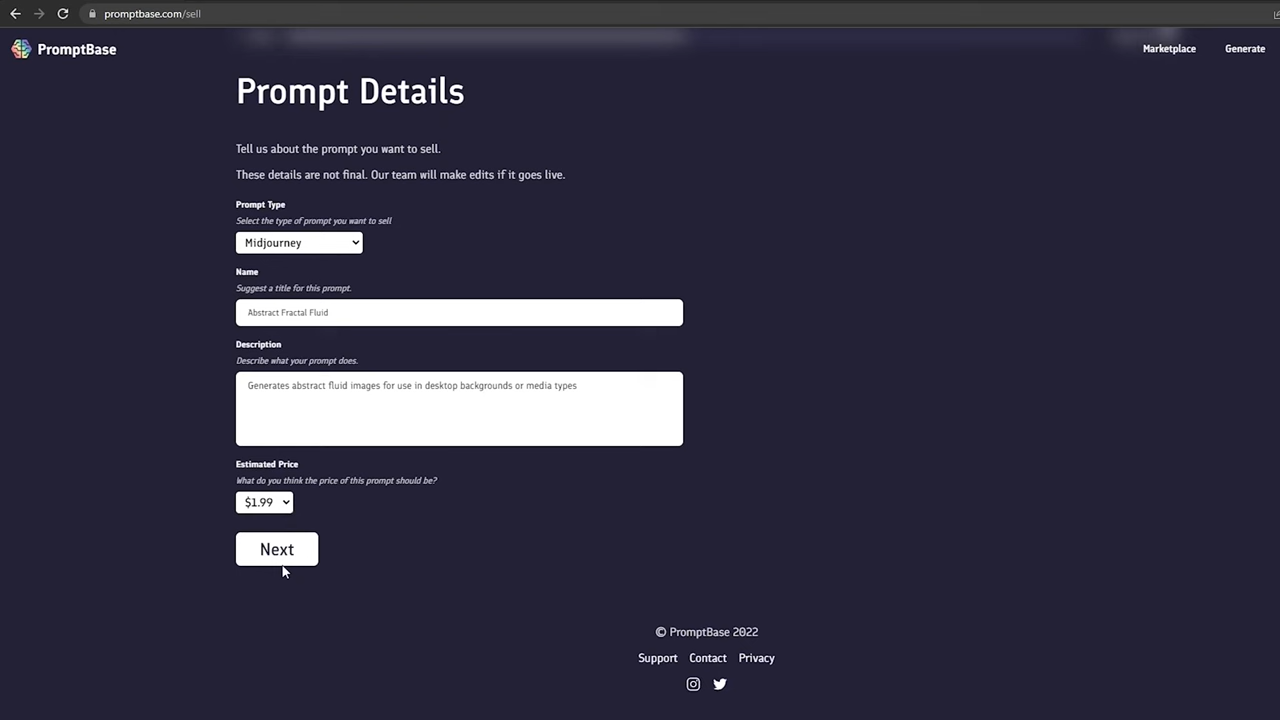 promptbase.com/sell
PromptBase
Marketplace
Generate
Prompt Details
Tell us about the prompt you want to sell.
These details are not final. Our team will make edits if it goes live.
Prompt Type
Select the type of prompt you want to sell
Midjourney
Name
Suggest a title for this prompt.
Abstract Fractal Fluid
Description
Describe what your prompt does.
Generates abstract fluid images for use in desktop backgrounds or media types
Estimated Price
What do you think the price of this prompt should be?
$1.99
Next
© PromptBase 2022
Support Contact Privacy